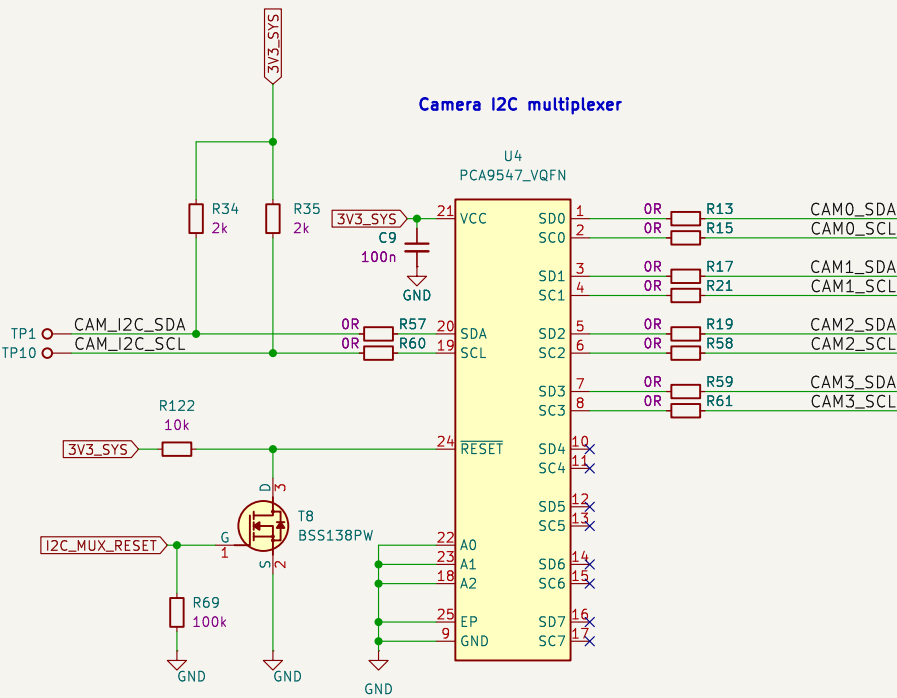 3V3_SYS
Camera I2C multiplexer
U4
PCA9547_VQFN
R34
2k
R35
2k
3V3_SYS
C9
100n
GND
21 VCC
SD0 1 0R R13 CAM0_SDA
SC0 2 0R R15 CAM0_SCL
SD1 3 0R R17 CAM1_SDA
SC1 4 0R R21 CAM1_SCL
TP1 CAM_I2C_SDA 0R R57 20 SDA
SD2 5 0R R19 CAM2_SDA
TP10 CAM_I2C_SCL 0R R60 19 SCL
SC2 6 0R R58 CAM2_SCL
SD3 7 0R R59 CAM3_SDA
SC3 8 0R R61 CAM3_SCL
R122
10k
3V3_SYS
24 RESET
SD4 10
SC4 11
D 3
T8
BSS138PW
SD5 12
SC5 13
I2C_MUX_RESET
G
1
S 2
22 A0
23 A1
18 A2
SD6 14
SC6 15
R69
100k
25 EP
9 GND
SD7 16
SC7 17
GND
GND
GND